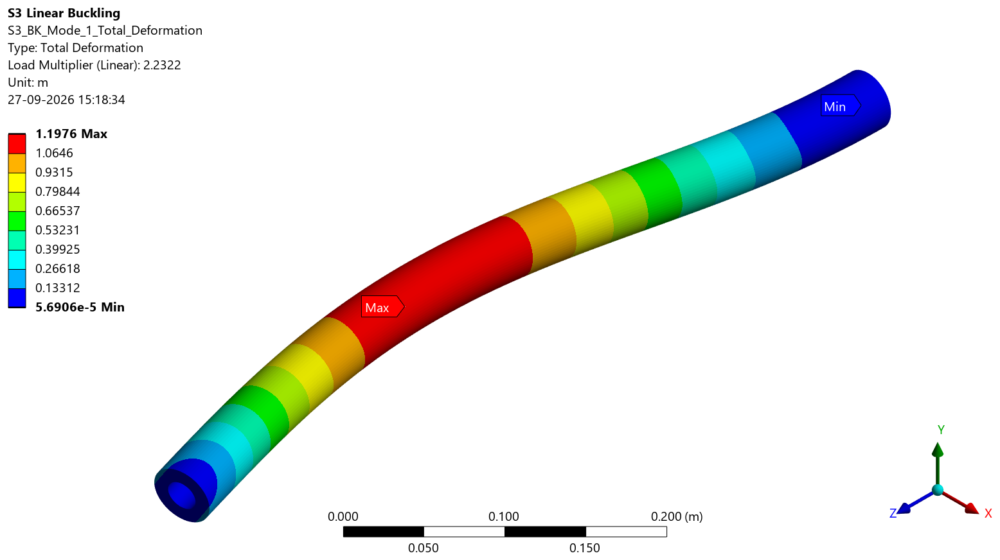 S3 Linear Buckling
S3_BK_Mode_1_Total_Deformation
Type: Total Deformation
Load Multiplier (Linear): 2.2322
Unit: m
27-09-2026 15:18:34
1.1976 Max
1.0646
0.9315
0.79844
0.66537
0.53231
0.39925
0.26618
0.13312
5.6906e-5 Min
Min
Max
0.000 0.100 0.200 (m)
0.050 0.150
Y
Z X